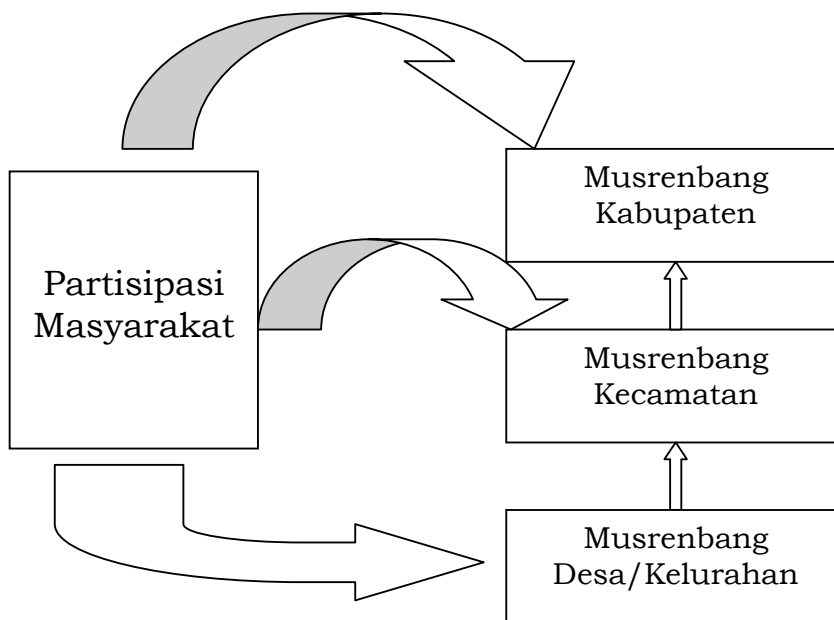 Partisipasi
Masyarakat
Musrenbang
Kabupaten
Musrenbang
Kecamatan
Musrenbang
Desa/Kelurahan